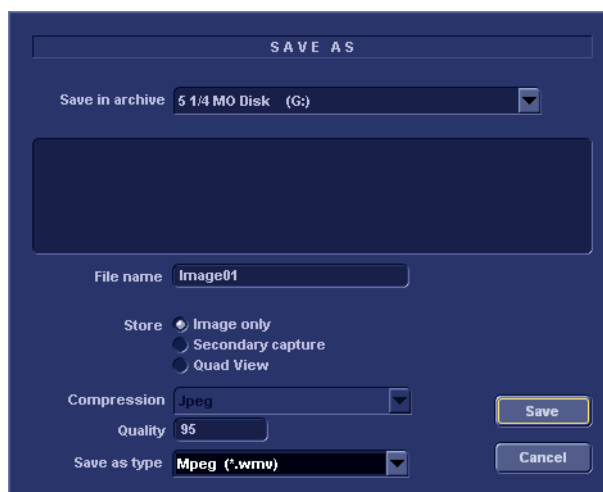 SAVE AS
Save in archive 5 1/4 MO Disk (G:)
File name Image01
Store Image only
Secondary capture
Quad View
Compression Jpeg
Quality 95
Save as type Mpeg (*.wmv)
Save
Cancel